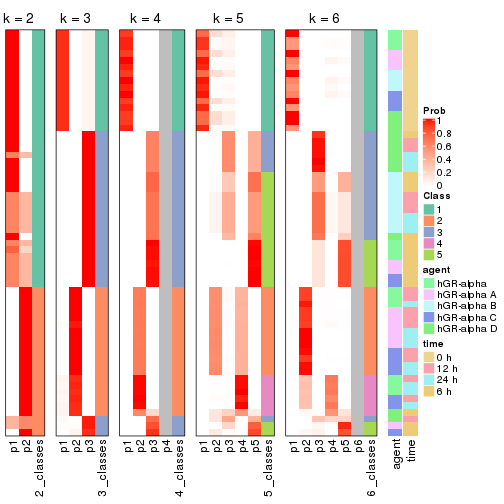 k = 2
k = 3
k = 4
k = 5
k = 6
p1
p2
2_classes
p1
p2
p3
3_classes
p1
p2
p3
p4
4_classes
p1
p2
p3
p4
p5
5_classes
p1
p2
p3
p4
p5
p6
6_classes
agent
time
Prob
1
0.8
0.6
0.4
0.2
0
Class
1
2
3
4
5
agent
hGR-alpha
hGR-alpha A
hGR-alpha B
hGR-alpha C
hGR-alpha D
time
0 h
12 h
24 h
6 h